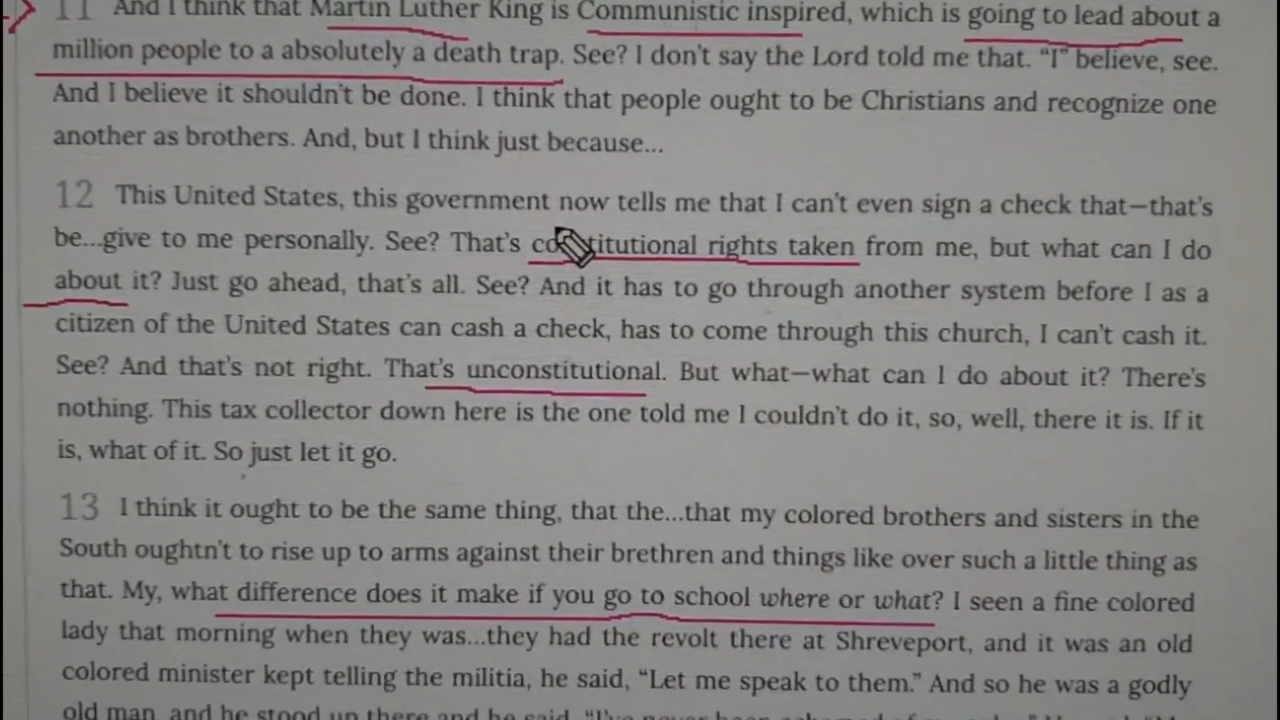 11 And I think that Martin Luther King is Communistic inspired, which is going to lead about a
million people to a absolutely a death trap. See? I don't say the Lord told me that. “I” believe, see.
And I believe it shouldn't be done. I think that people ought to be Christians and recognize one
another as brothers. And, but I think just because...
12 This United States, this government now tells me that I can't even sign a check that—that's
be...give to me personally. See? That's constitutional rights taken from me, but what can I do
about it? Just go ahead, that's all. See? And it has to go through another system before I as a
citizen of the United States can cash a check, has to come through this church, I can't cash it.
See? And that's not right. That's unconstitutional. But what—what can I do about it? There's
nothing. This tax collector down here is the one told me I couldn't do it, so, well, there it is. If it
is, what of it. So just let it go.
13 I think it ought to be the same thing, that the...that my colored brothers and sisters in the
South oughtn't to rise up to arms against their brethren and things like over such a little thing as
that. My, what difference does it make if you go to school where or what? I seen a fine colored
lady that morning when they was...they had the revolt there at Shreveport, and it was an old
colored minister kept telling the militia, he said, “Let me speak to them.” And so he was a godly
old man, and he stood up there and he said, “I've never been ashamed of